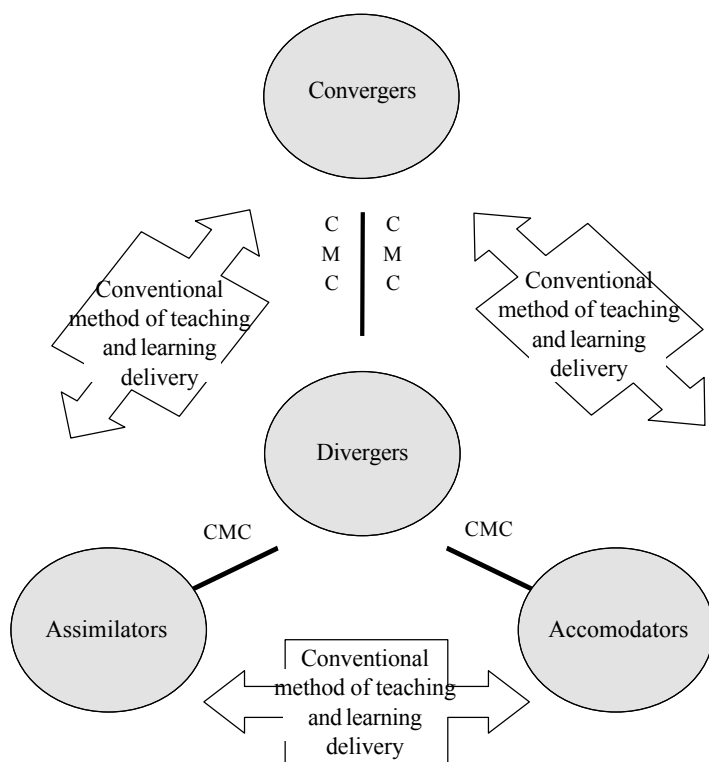 Convergers
C C
M M
C C
Conventional
method of teaching
and learning
delivery
Conventional
method of teaching
and learning
delivery
Divergers
CMC
CMC
Assimilators
Accomodators
Conventional
method of teaching
and learning
delivery